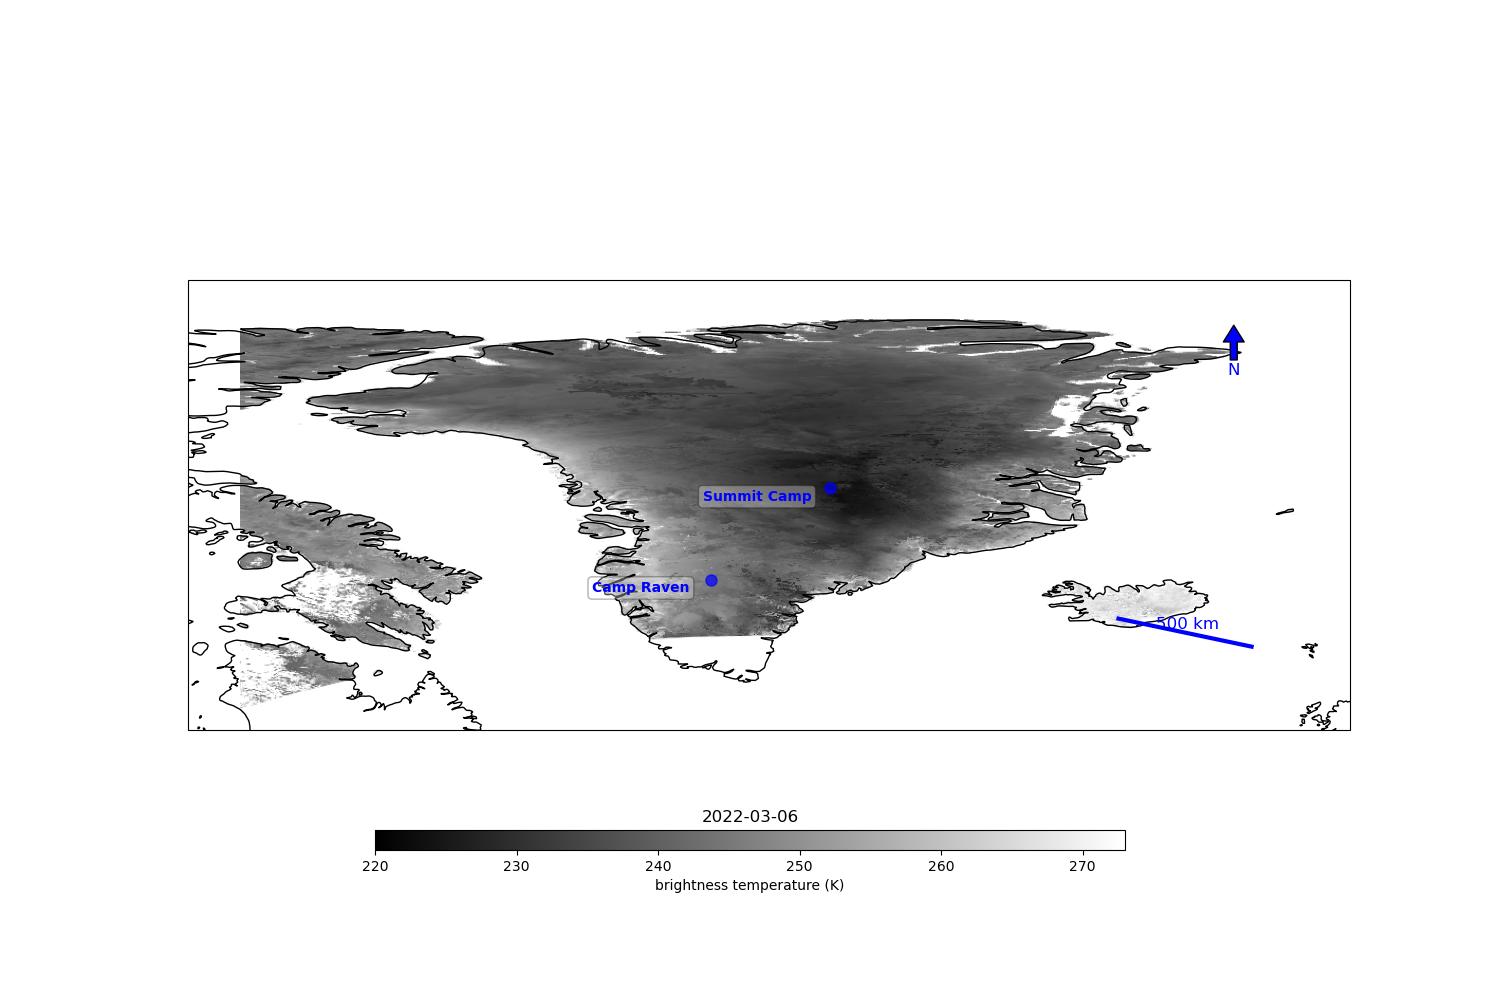 N
Summit Camp
Camp Raven
500 km
2022-03-06
220 230 240 250 260 270
brightness temperature (K)